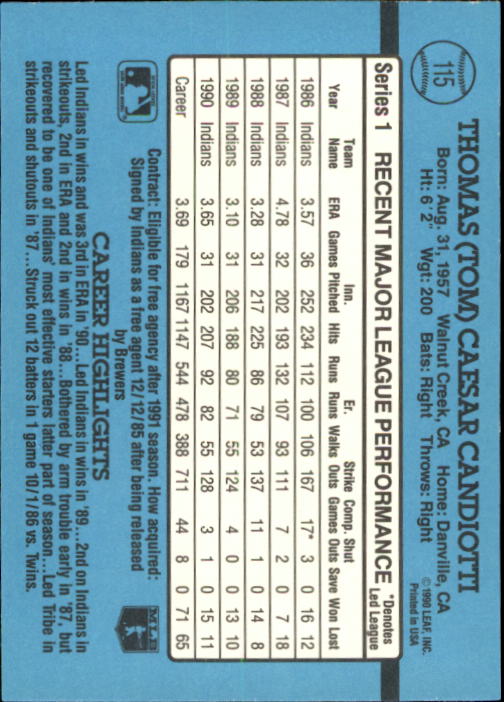 115
THOMAS (TOM) CAESAR CANDIOTTI
Born: Aug. 31, 1957 Walnut Creek, CA Home: Danville, CA
Ht: 6' 2" Wgt: 200 Bats: Right Throws: Right
© 1990 LEAF, INC.
Printed in USA
Series 1 RECENT MAJOR LEAGUE PERFORMANCE *Denotes
Led League
Team Inn. Er. Strike Comp. Shut
Year Name ERA Games Pitched Hits Runs Runs Walks Outs Games Outs Save Won Lost
1986 Indians 3.57 36 252 234 112 100 106 167 17* 3 0 16 12
1987 Indians 4.78 32 202 193 132 107 93 111 7 2 0 7 18
1988 Indians 3.28 31 217 225 86 79 53 137 11 1 0 14 8
1989 Indians 3.10 31 206 188 80 71 55 124 4 0 0 13 10
1990 Indians 3.65 31 202 207 92 82 55 128 3 1 0 15 11
Career 3.69 179 1167 1147 544 478 388 711 44 8 0 71 65
Contract: Eligible for free agency after 1991 season. How acquired:
Signed by Indians as a free agent 12/12/85 after being released
by Brewers
MLB
CAREER HIGHLIGHTS
Led Indians in wins and was 3rd in ERA in '90...Led Indians in wins in '89...2nd on Indians in
strikeouts, 2nd in ERA and 2nd in wins in '88...Bothered by arm trouble early in '87, but
recovered to be one of Indians' most effective starters latter part of season...Led Tribe in
strikeouts and shutouts in '87...Struck out 12 batters in 1 game 10/1/86 vs. Twins.